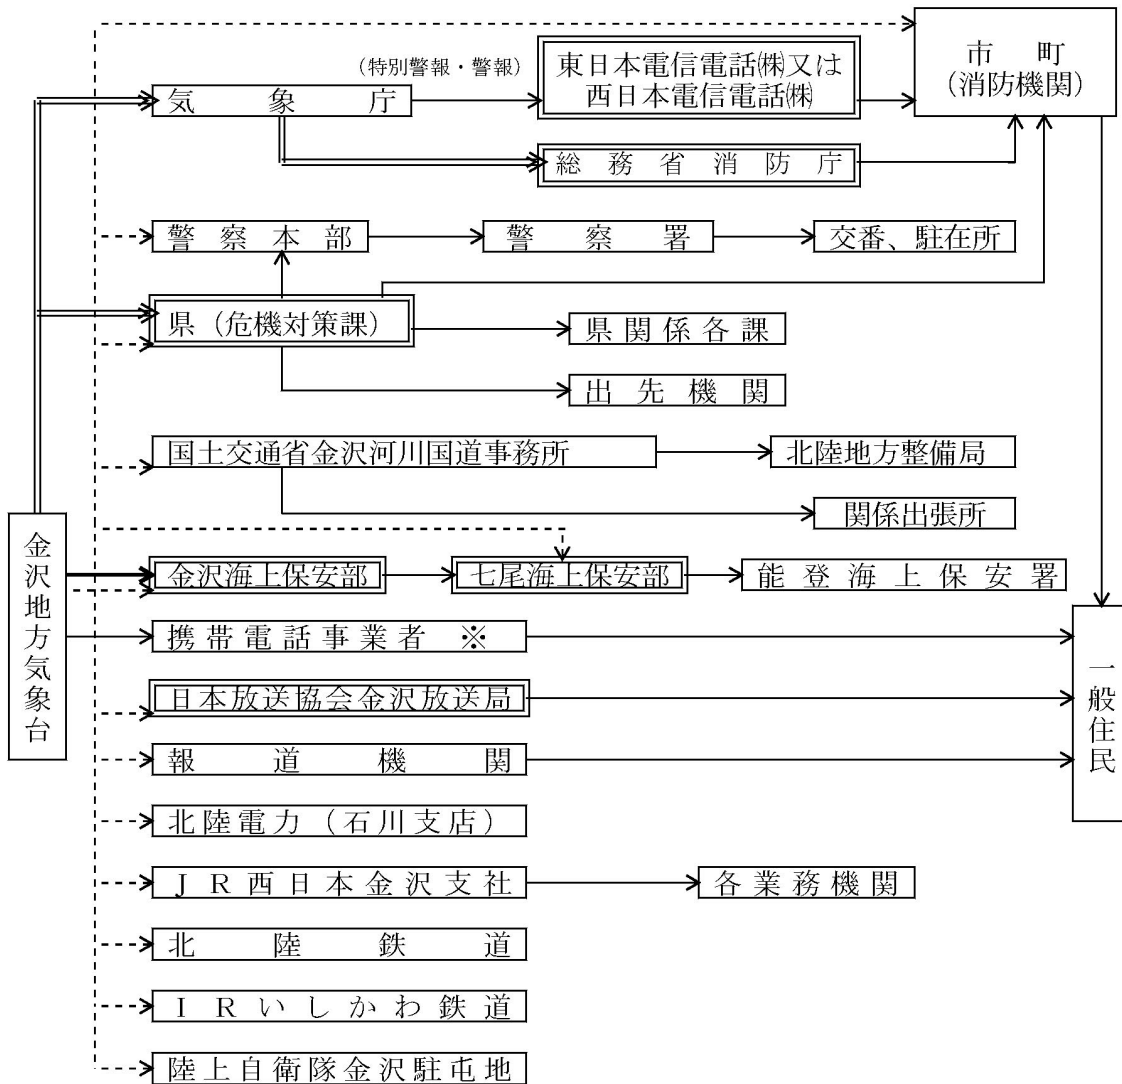 市町
(消防機関)
(特別警報・警報)
東日本電信電話㈱又は
西日本電信電話㈱
気象庁
総務省消防庁
警察本部
警察署
交番、駐在所
県(危機対策課)
県関係各課
出先機関
国土交通省金沢河川国道事務所
北陸地方整備局
関係出張所
金沢地方気象台
金沢海上保安部
七尾海上保安部
能登海上保安署
携帯電話事業者 ※
一般住民
日本放送協会金沢放送局
報道機関
北陸電力(石川支店)
JR西日本金沢支社
各業務機関
北陸鉄道
IRいしかわ鉄道
陸上自衛隊金沢駐屯地